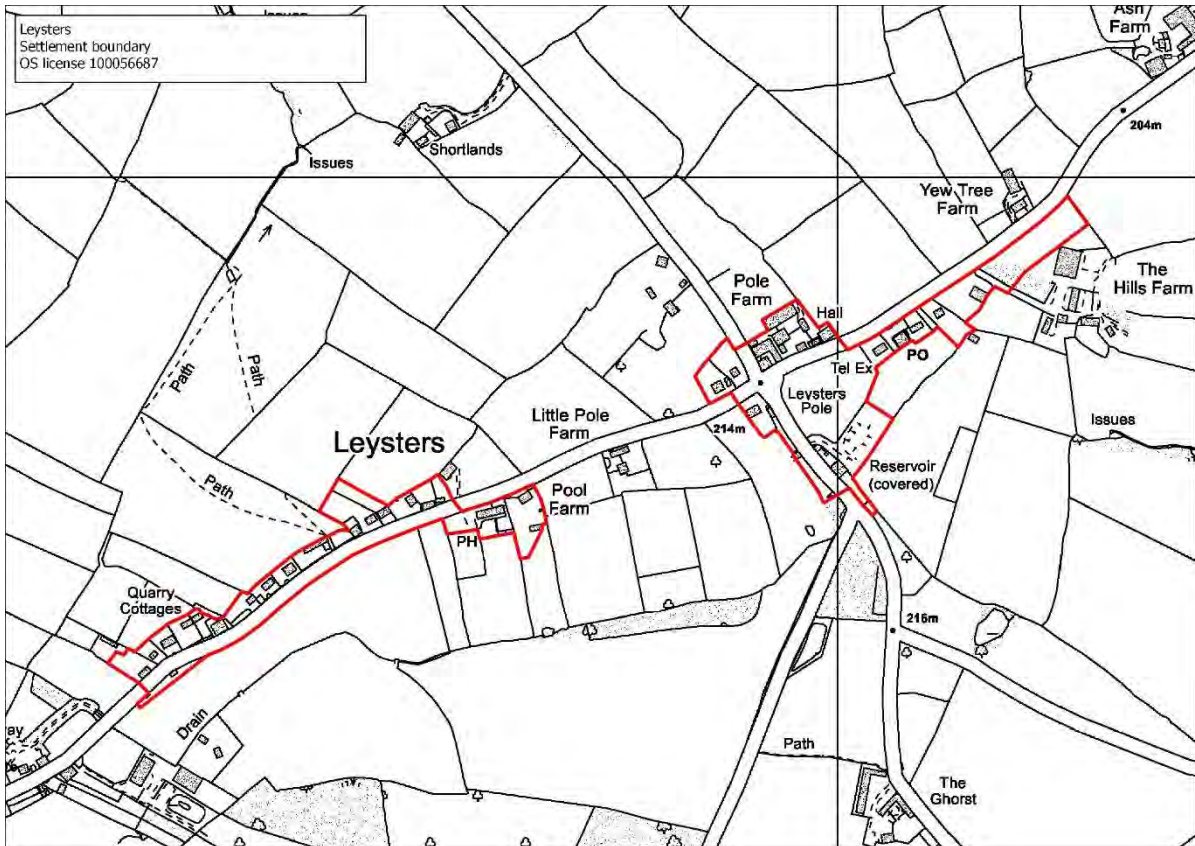 Leysters
Settlement boundary
OS license 100056687
Ash
Farm
204m
Issues
Shortlands
Yew Tree
Farm
The
Hills Farm
Pole
Farm
Hall
Path
Path
Tel Ex
PO
Leysters
Pole
Little Pole
Farm
214m
Issues
Leysters
Reservoir
(covered)
Path
Pool
Farm
PH
Quarry
Cottages
216m
Drain
Path
The
Ghorst